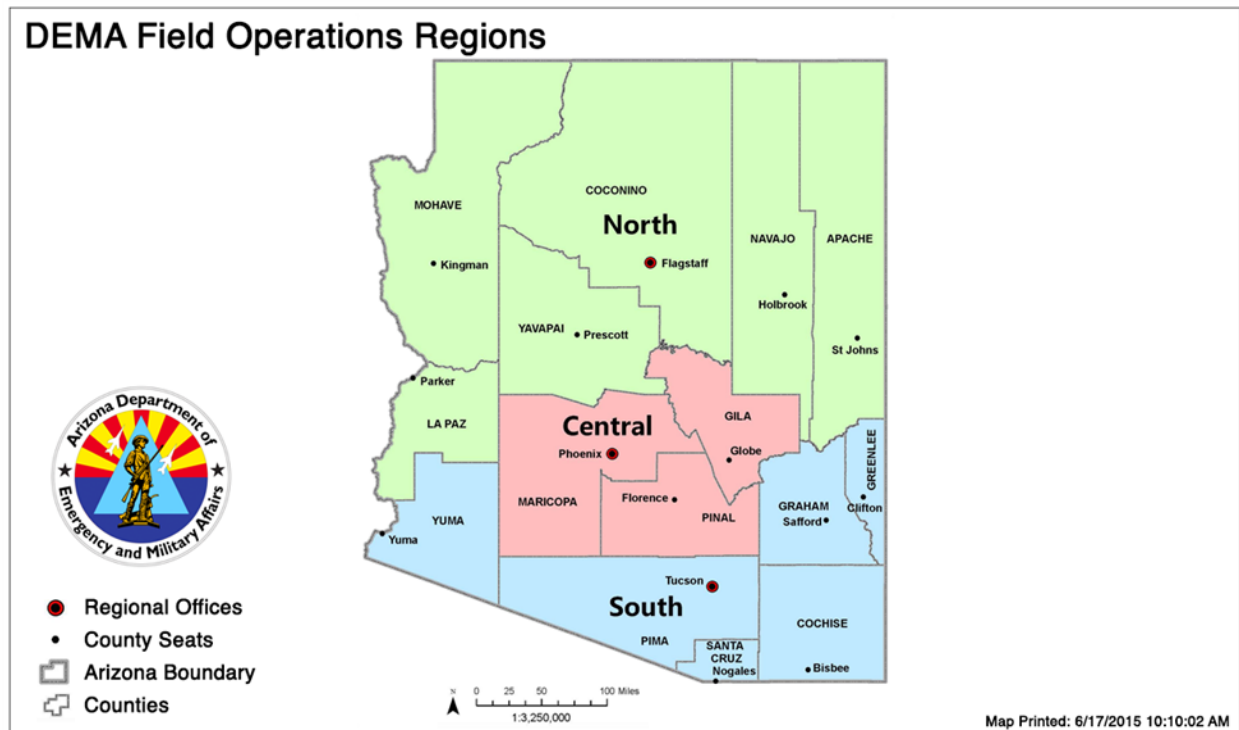 DEMA Field Operations Regions
MOHAVE
COCONINO
North
NAVAJO
APACHE
Kingman
Flagstaff
Holbrook
YAVAPAI
Prescott
St Johns
Parker
LA PAZ
Central
GILA
Phoenix
Globe
GREENLEE
MARICOPA
Florence
PINAL
GRAHAM
Safford
Clifton
YUMA
Yuma
Tucson
South
PIMA
SANTA
CRUZ
Nogales
COCHISE
Bisbee
Arizona Department of
Emergency and Military Affairs
Regional Offices
County Seats
Arizona Boundary
Counties
N
0 25 50 100 Miles
1:3,250,000
Map Printed: 6/17/2015 10:10:02 AM